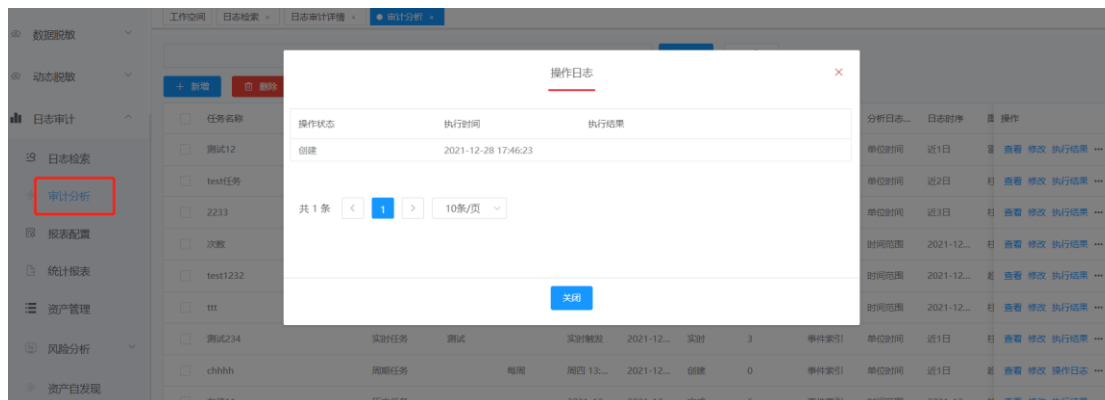 工作空间 日志检索 × 日志审计详情 × 审计分析 ×
数据脱敏
动态脱敏
日志审计
日志检索
审计分析
报表配置
统计报表
资产管理
风险分析
资产自发现
+ 新增 删除
操作日志 ×
操作状态 执行时间 执行结果
创建 2021-12-28 17:46:23
共 1 条 < 1 > 10条/页
关闭
任务名称 分析日志... 日志时序 操作
测试12 单位时间 近1日 查看 修改 执行结果 ...
test任务 单位时间 近2日 查看 修改 执行结果 ...
2233 单位时间 近3日 查看 修改 执行结果 ...
次数 时间范围 2021-12... 查看 修改 执行结果 ...
test1232 时间范围 2021-12... 查看 修改 执行结果 ...
ttt 时间范围 2021-12... 查看 修改 执行结果 ...
测试234 实时任务 测试 实时触发 2021-12... 实时 3 事件索引 单位时间 近1日 查看 修改 执行结果 ...
chhhh 周期任务 每周 周四 13:... 2021-12... 创建 0 事件索引 单位时间 近1日 查看 修改 操作日志 ...